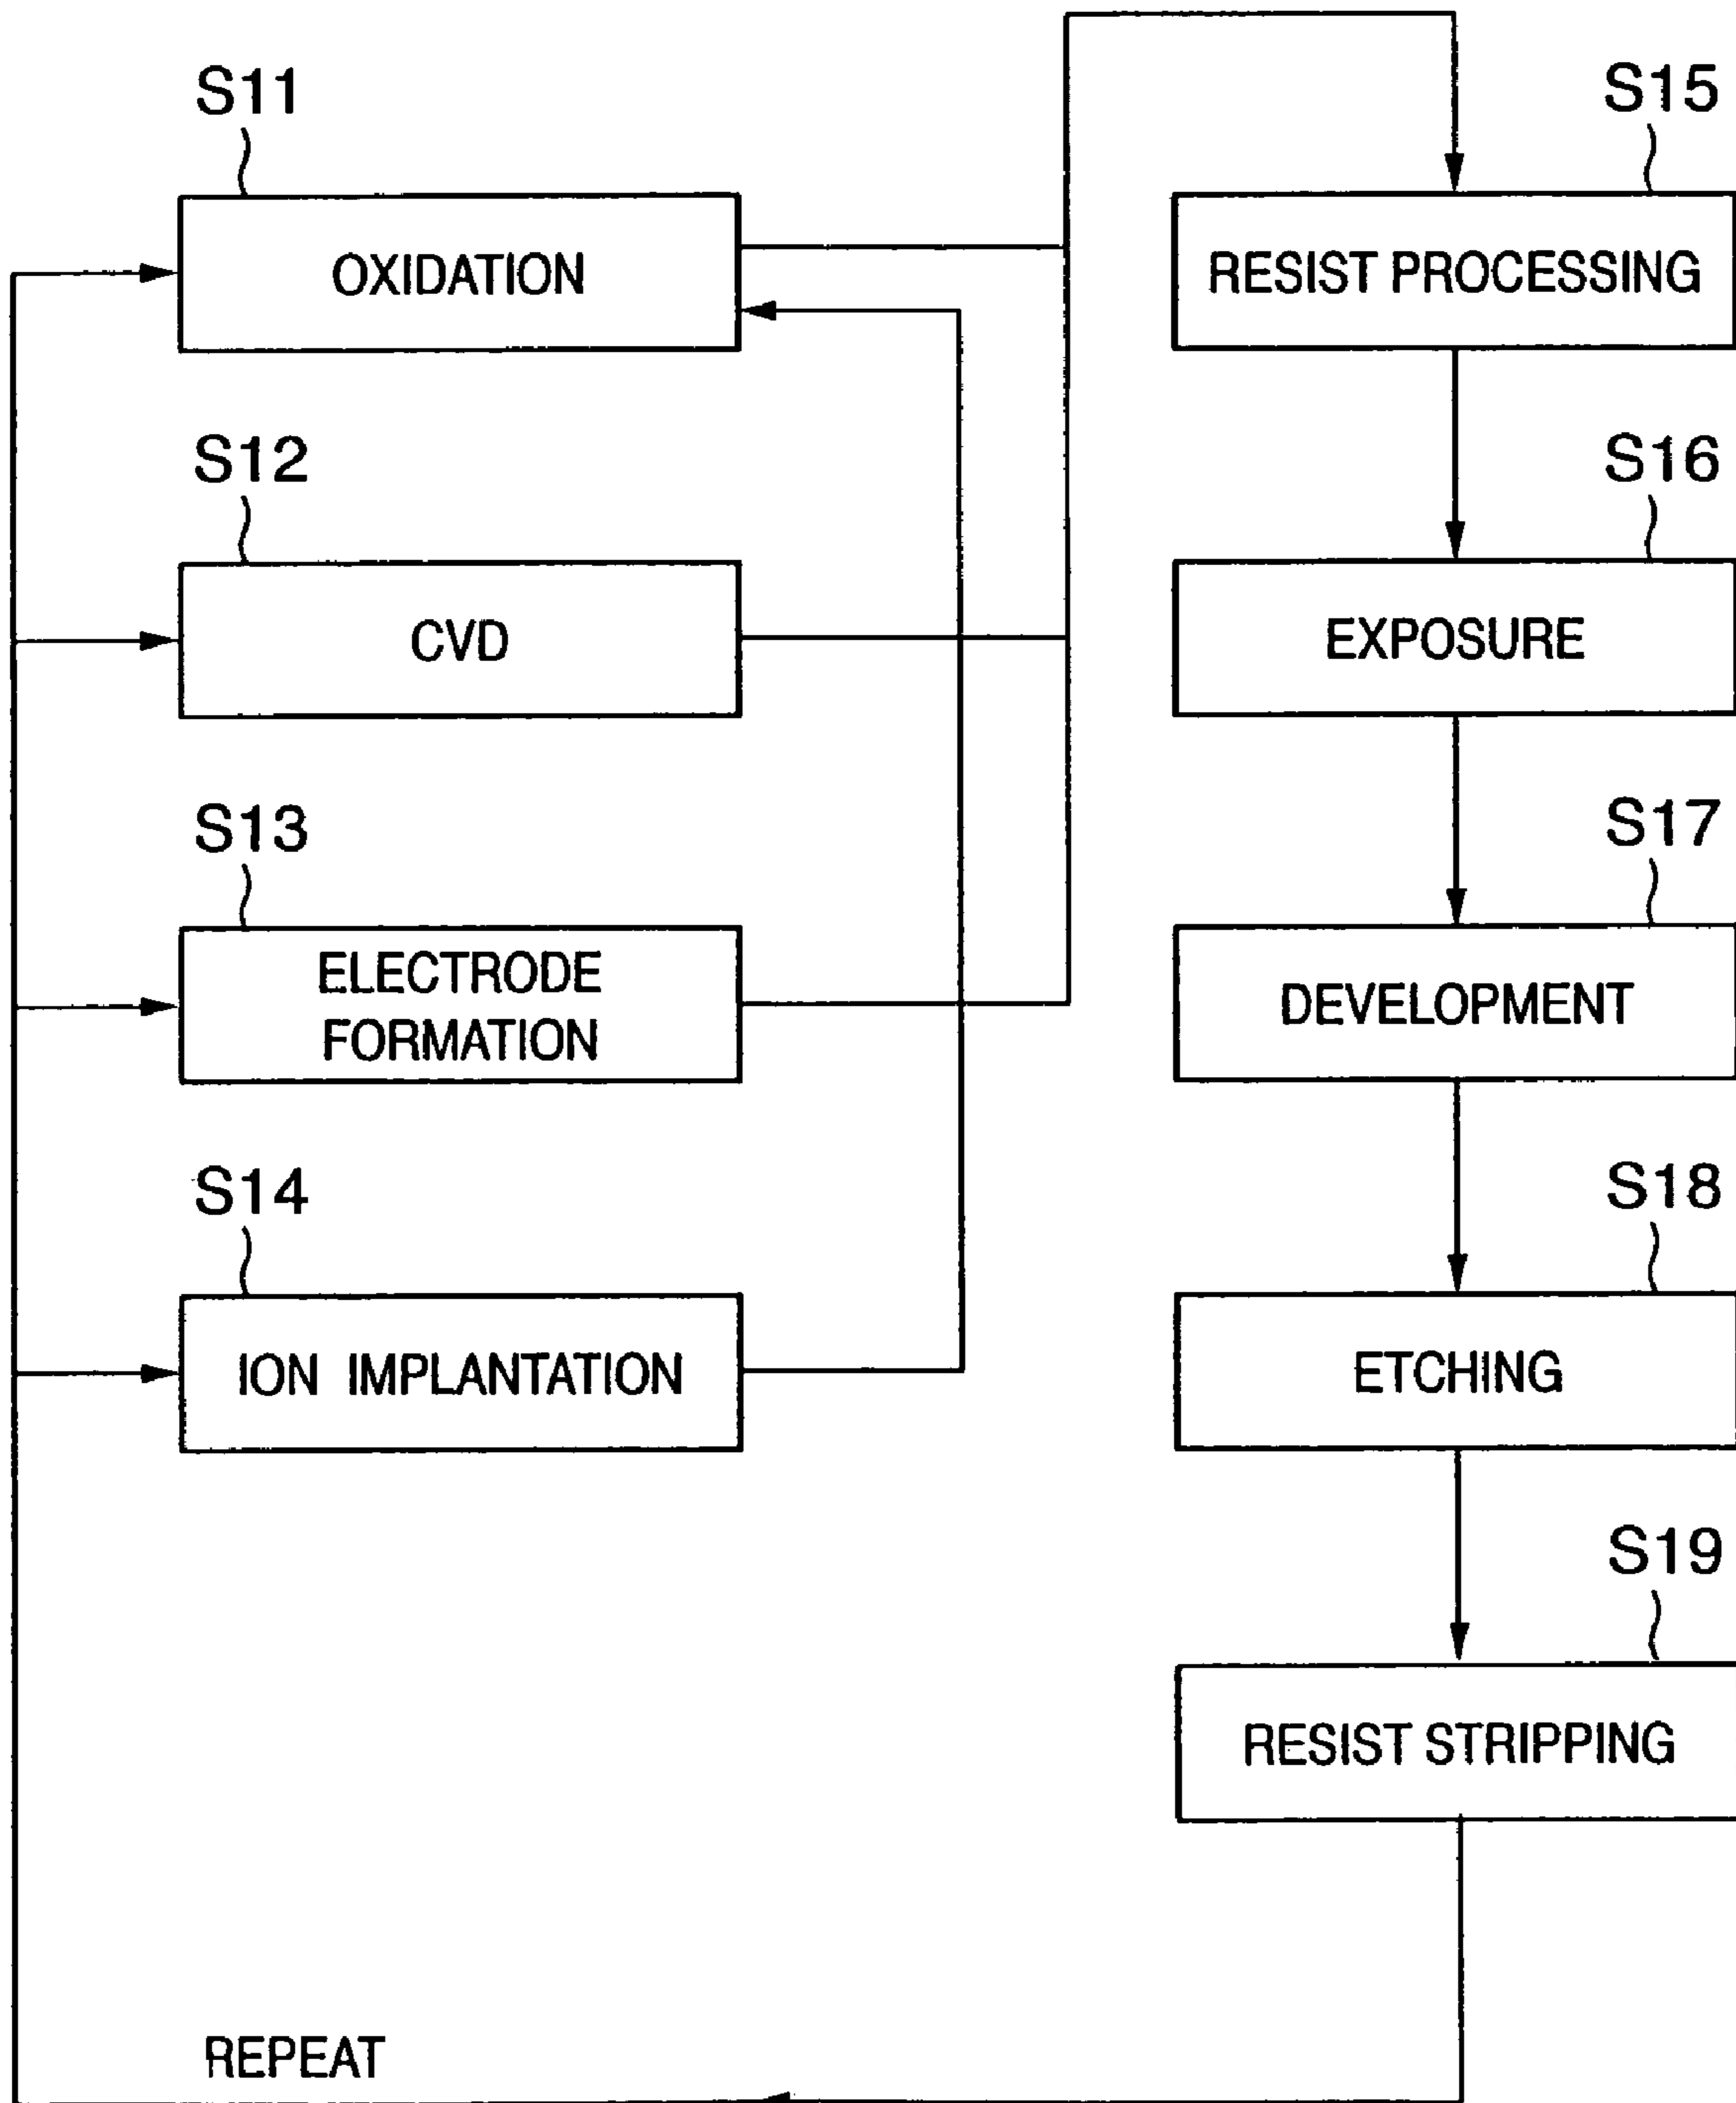 S11
OXIDATION
S12
CVD
S13
ELECTRODE
FORMATION
S14
ION IMPLANTATION
S15
RESIST PROCESSING
S16
EXPOSURE
S17
DEVELOPMENT
S18
ETCHING
S19
RESIST STRIPPING
REPEAT